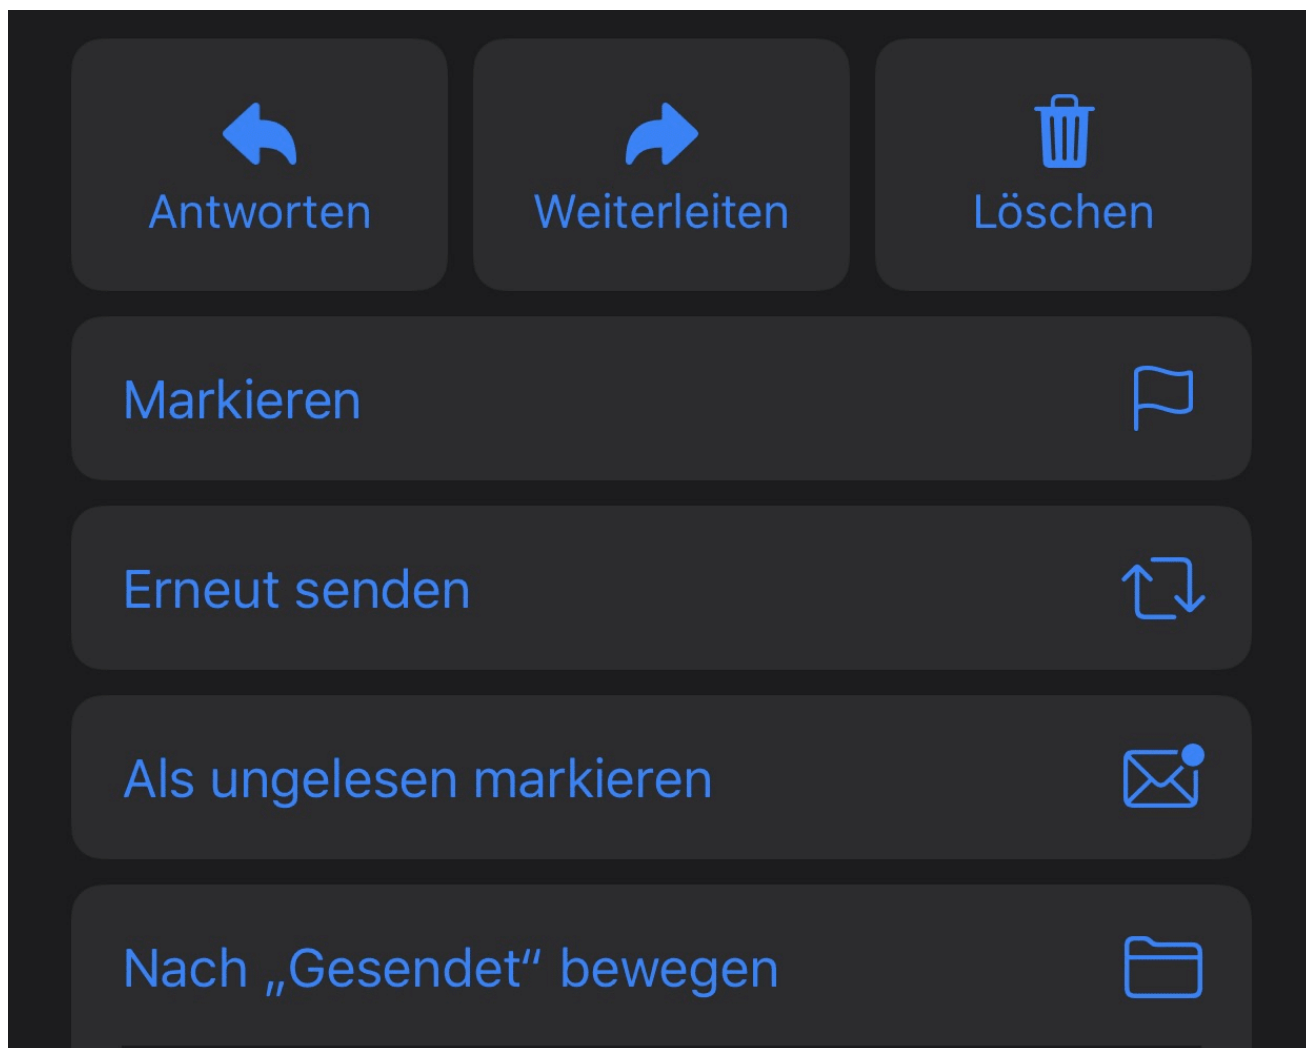 Antworten
Weiterleiten
Löschen
Markieren
Erneut senden
Als ungelesen markieren
Nach „Gesendet“ bewegen